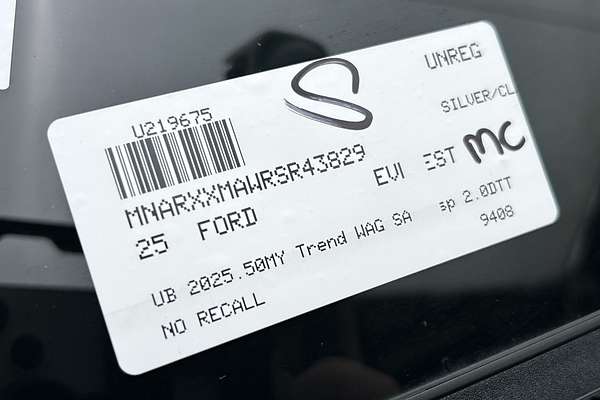 UNREG
S
SILVER/CL
U219675
MNARXXMAWRSR43829
EVI EST MC
25 FORD
UB 2025.50MY Trend WAG SA sp 2.0DTT
NO RECALL 9408